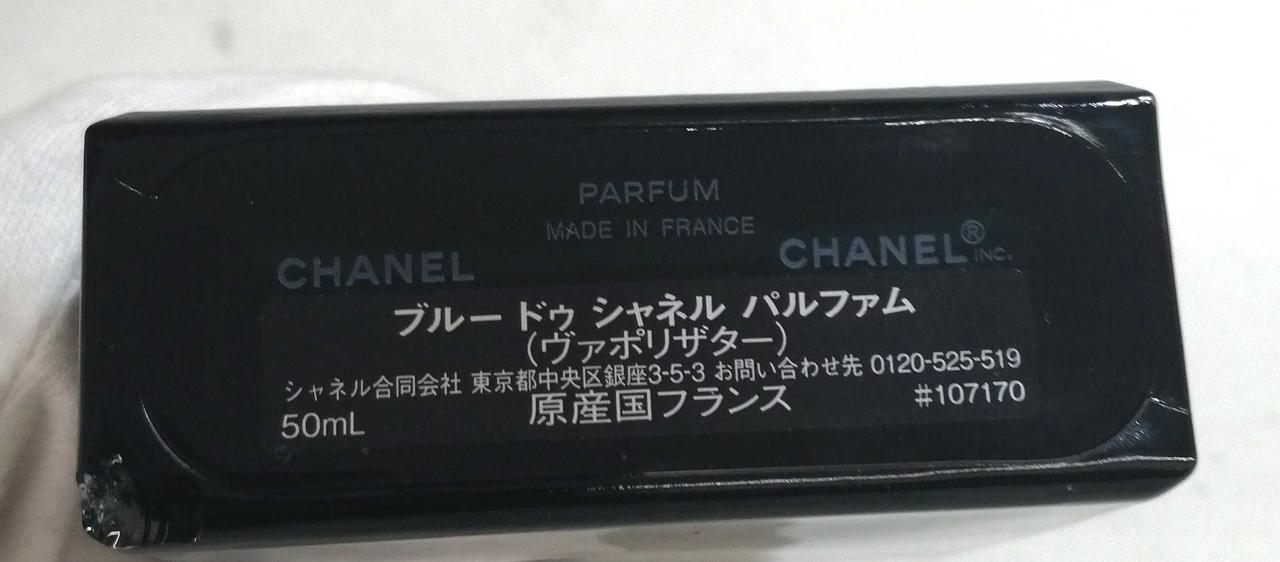 PARFUM
MADE IN FRANCE
CHANEL
CHANEL® INC.
ブルー ドゥ シャネル パルファム
(ヴァポリザター)
シャネル合同会社 東京都中央区銀座3-5-3 お問い合わせ先 0120-525-519
50mL 原産国フランス #107170